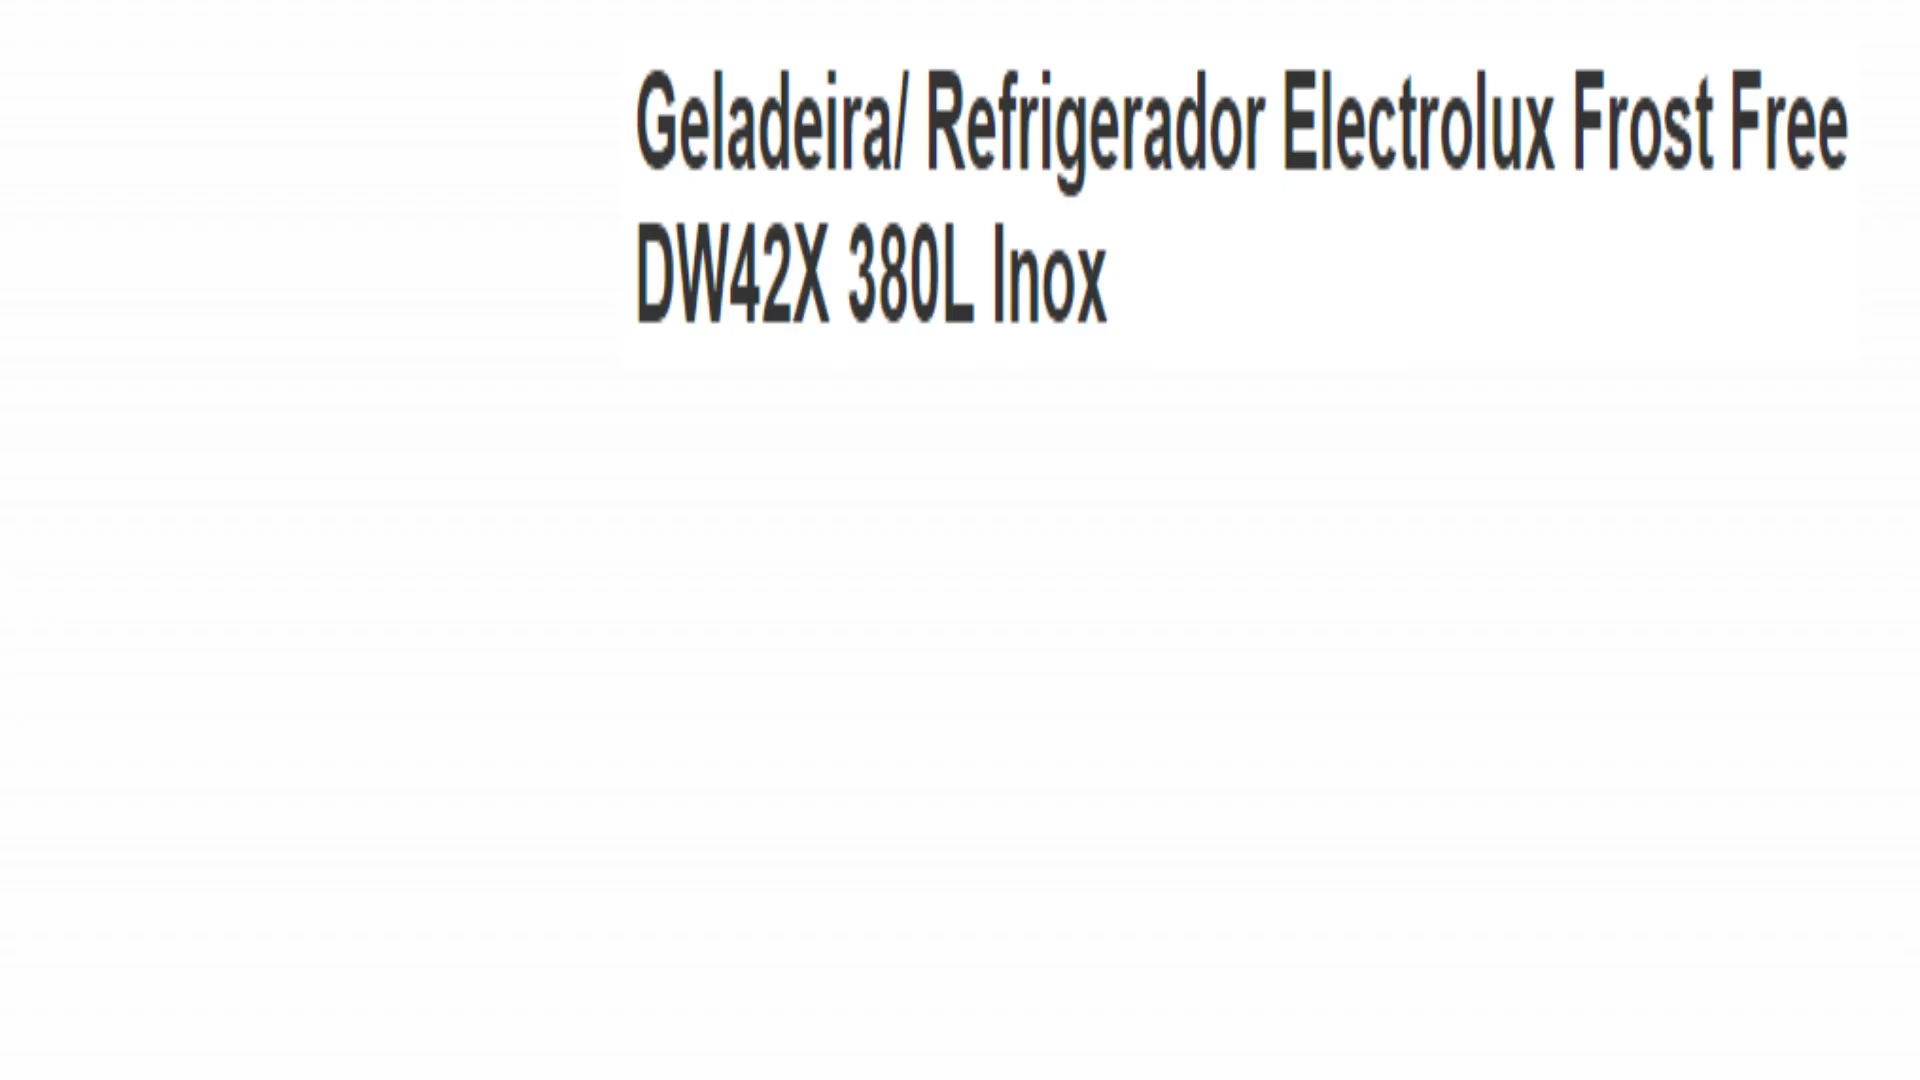 Geladeira/ Refrigerador Electrolux Frost Free
DW42X 380L Inox